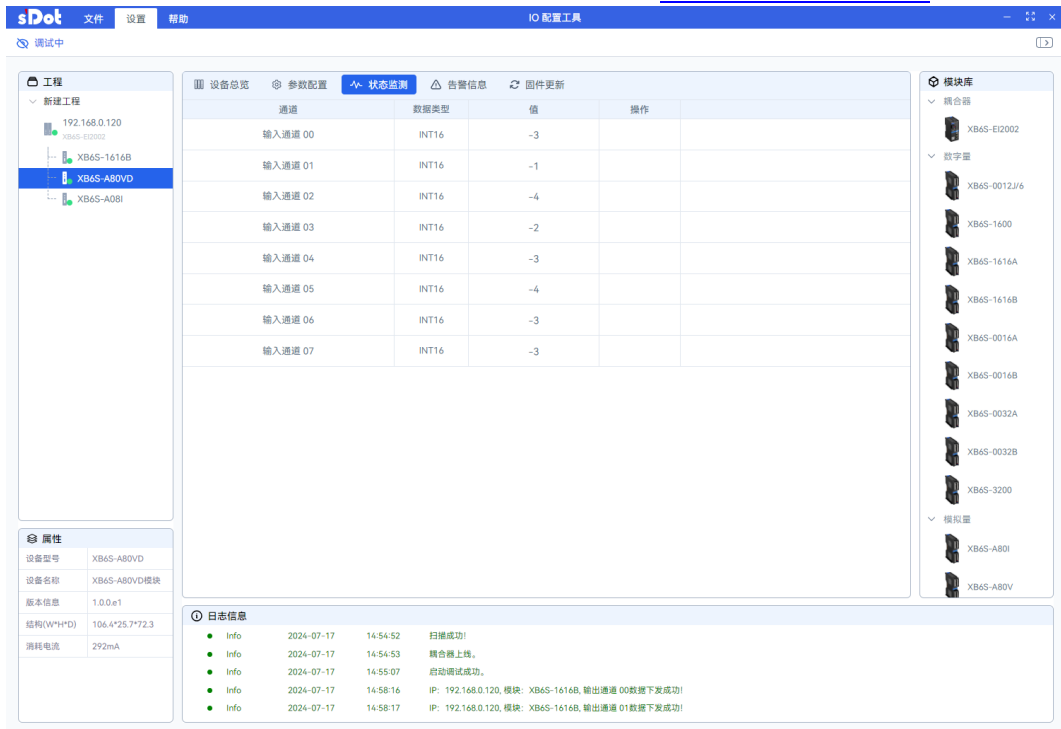 sDot 文件 设置 帮助 IO 配置工具
调试中
工程
新建工程
192.168.0.120
XB6S-EI2002
XB6S-1616B
XB6S-A80VD
XB6S-A08I
属性
设备型号 XB6S-A80VD
设备名称 XB6S-A80VD模块
版本信息 1.0.0.e1
结构(W*H*D) 106.4*25.7*72.3
消耗电流 292mA
设备总览 参数配置 状态监测 告警信息 固件更新
通道 数据类型 值 操作
输入通道 00 INT16 -3
输入通道 01 INT16 -1
输入通道 02 INT16 -4
输入通道 03 INT16 -2
输入通道 04 INT16 -3
输入通道 05 INT16 -4
输入通道 06 INT16 -3
输入通道 07 INT16 -3
日志信息
Info 2024-07-17 14:54:52 扫描成功!
Info 2024-07-17 14:54:53 耦合器上线。
Info 2024-07-17 14:55:07 启动调试成功。
Info 2024-07-17 14:58:16 IP: 192.168.0.120, 模块: XB6S-1616B, 输出通道 00数据下发成功!
Info 2024-07-17 14:58:17 IP: 192.168.0.120, 模块: XB6S-1616B, 输出通道 01数据下发成功!
模块库
耦合器
XB6S-EI2002
数字量
XB6S-0012J/6
XB6S-1600
XB6S-1616A
XB6S-1616B
XB6S-0016A
XB6S-0016B
XB6S-0032A
XB6S-0032B
XB6S-3200
模拟量
XB6S-A80I
XB6S-A80V